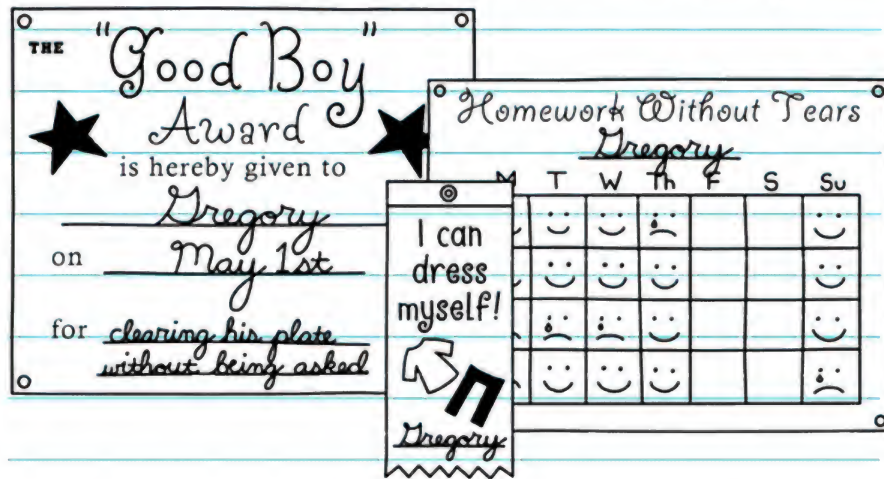 THE "Good Boy"
Award
is hereby given to
Gregory
on May 1st
for clearing his plate
without being asked
I can
dress
myself!
Gregory
Homework Without Tears
Gregory
M T W Th F S Su